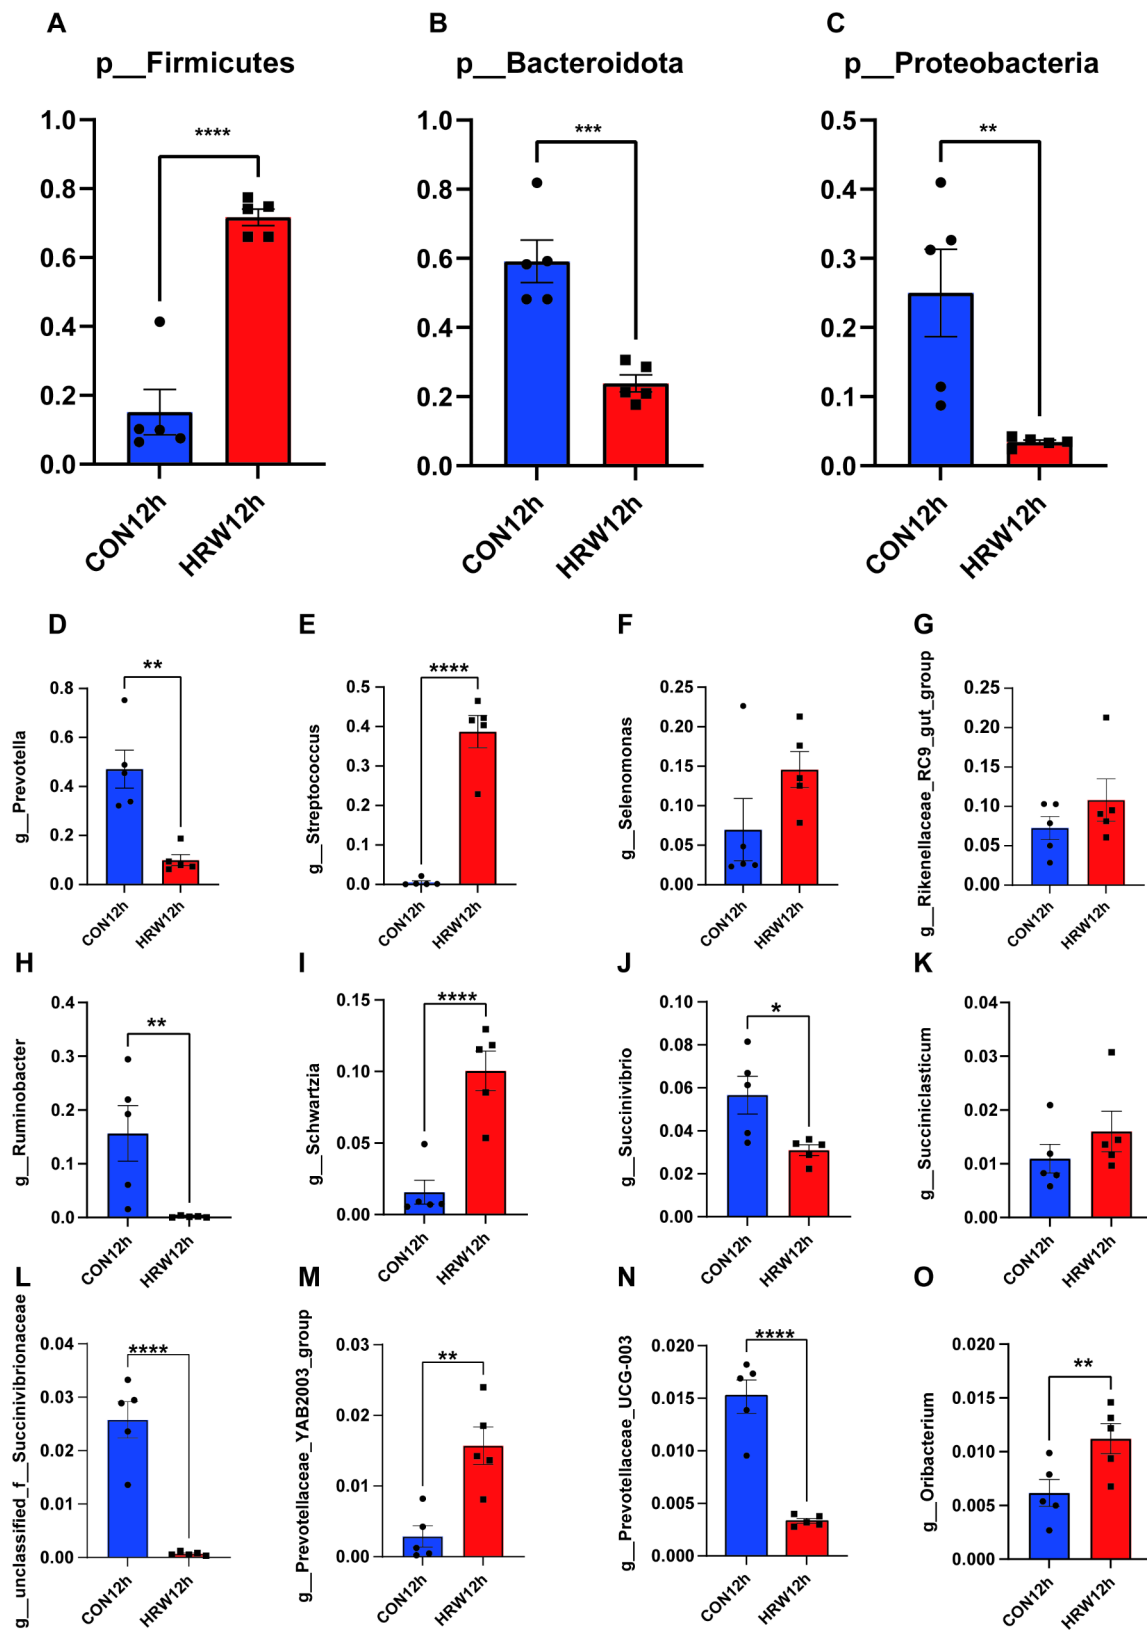 A
p__Firmicutes
****
1.0
0.8
0.6
0.4
0.2
0.0
CON12h
HRW12h
B
p__Bacteroidota
***
1.0
0.8
0.6
0.4
0.2
0.0
CON12h
HRW12h
C
p__Proteobacteria
**
0.5
0.4
0.3
0.2
0.1
0.0
CON12h
HRW12h
D
g__Prevotella
**
0.8
0.6
0.4
0.2
0.0
CON12h
HRW12h
E
g__Streptococcus
****
0.5
0.4
0.3
0.2
0.1
0.0
CON12h
HRW12h
F
g__Selenomonas
0.25
0.20
0.15
0.10
0.05
0.00
CON12h
HRW12h
G
g__Rikenellaceae_RC9_gut_group
0.25
0.20
0.15
0.10
0.05
0.00
CON12h
HRW12h
H
g__Ruminobacter
**
0.4
0.3
0.2
0.1
0.0
CON12h
HRW12h
I
g__Schwartzia
****
0.15
0.10
0.05
0.00
CON12h
HRW12h
J
g__Succinivibrio
*
0.10
0.08
0.06
0.04
0.02
0.00
CON12h
HRW12h
K
g__Succiniclasticum
0.04
0.03
0.02
0.01
0.00
CON12h
HRW12h
L
g__unclassified_f__Succinivibrionaceae
****
0.04
0.03
0.02
0.01
0.00
CON12h
HRW12h
M
g__Prevotellaceae_YAB2003_group
**
0.03
0.02
0.01
0.00
CON12h
HRW12h
N
g__Prevotellaceae_UCG-003
****
0.020
0.015
0.010
0.005
0.000
CON12h
HRW12h
O
g__Oribacterium
**
0.020
0.015
0.010
0.005
0.000
CON12h
HRW12h